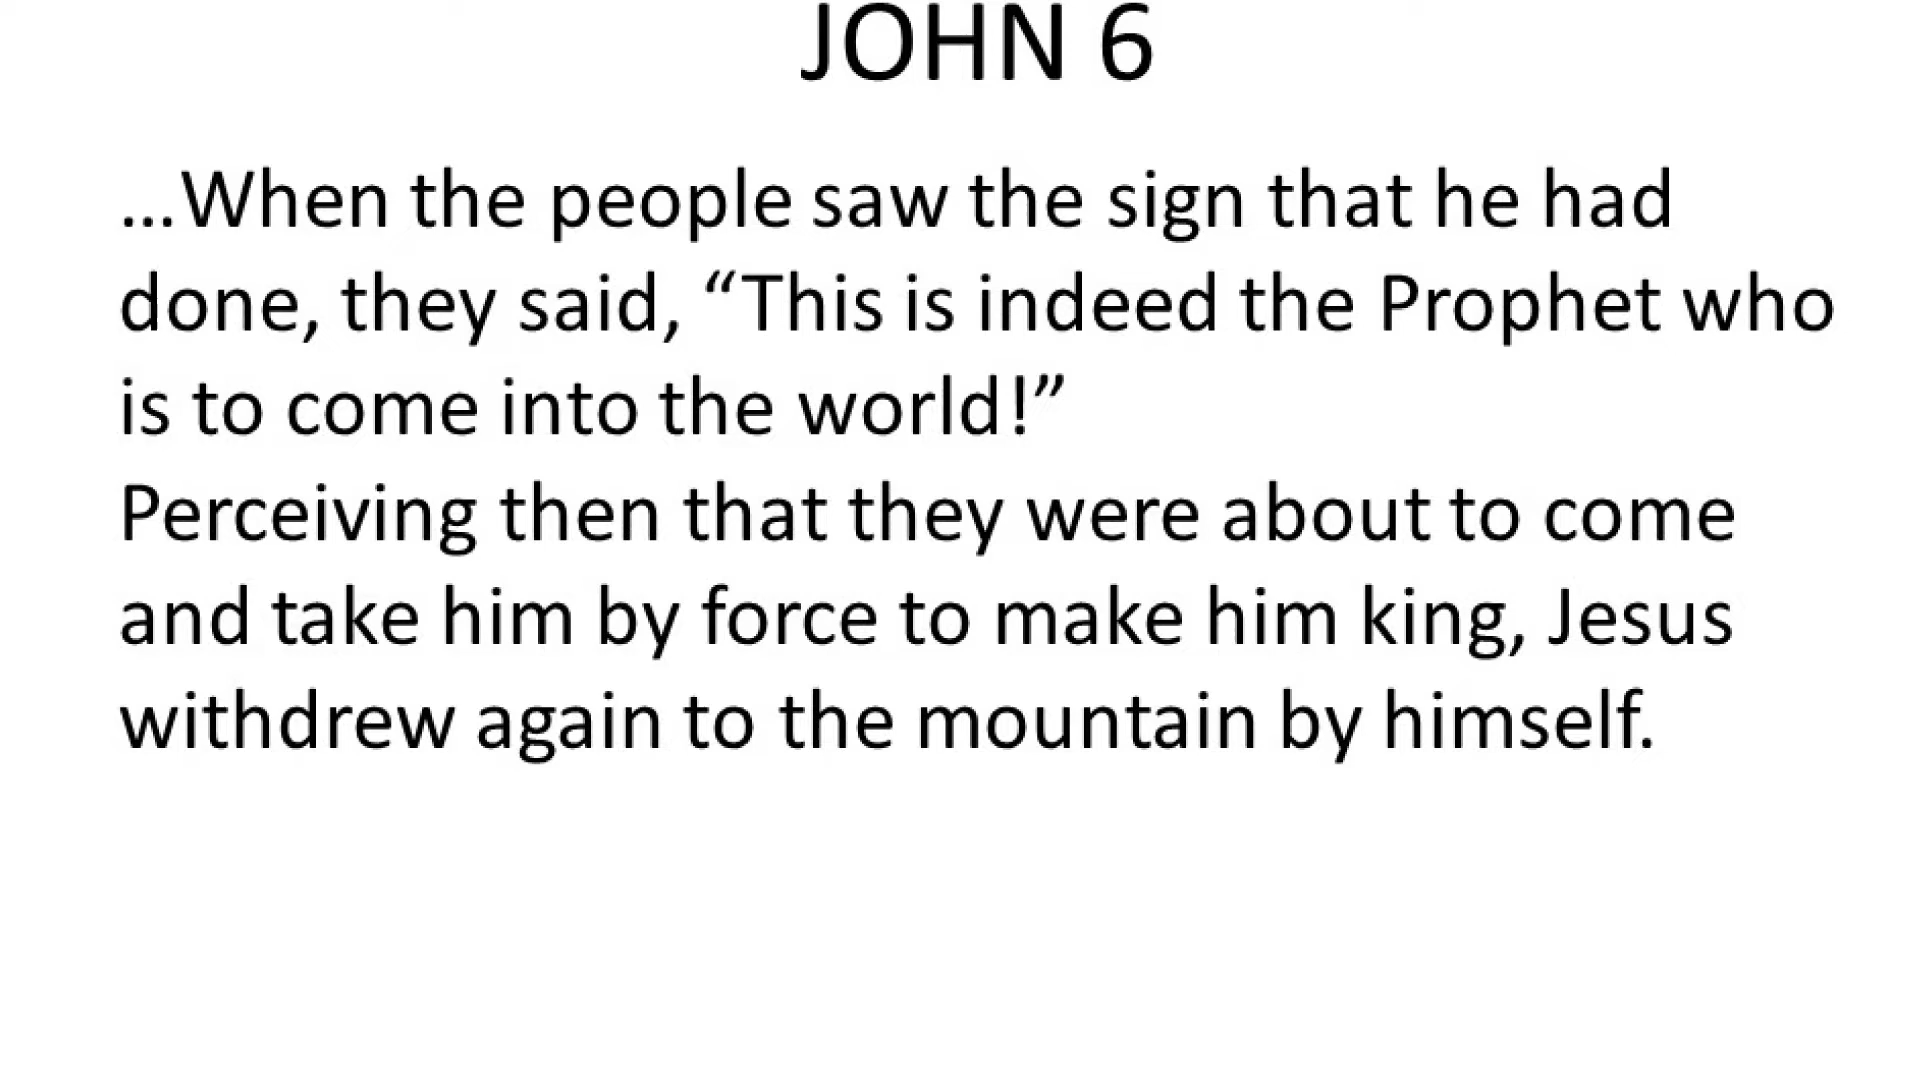 JOHN 6
...When the people saw the sign that he had
done, they said, “This is indeed the Prophet who
is to come into the world!”
Perceiving then that they were about to come
and take him by force to make him king, Jesus
withdrew again to the mountain by himself.